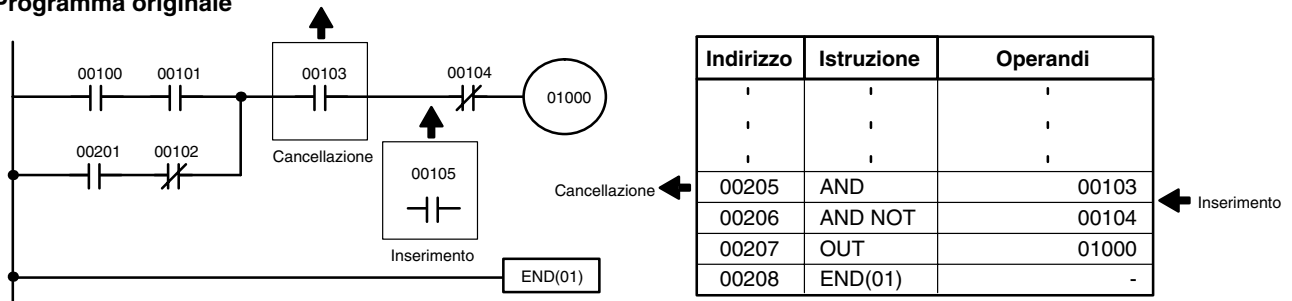 Programma originale
00100 00101 00103 00104
01000
00201 00102
Cancellazione
00105
Inserimento
END(01)
Indirizzo Istruzione Operandi
Cancellazione 00205 AND 00103
Inserimento
00206 AND NOT 00104
00207 OUT 01000
00208 END(01) -